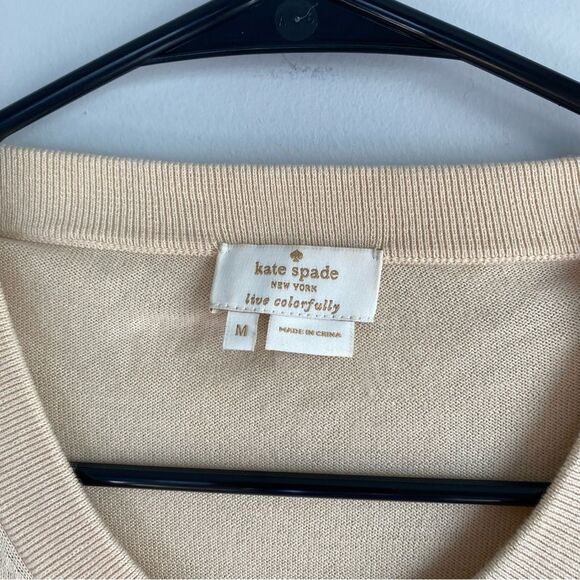 kate spade
NEW YORK
live colorfully
M
MADE IN CHINA